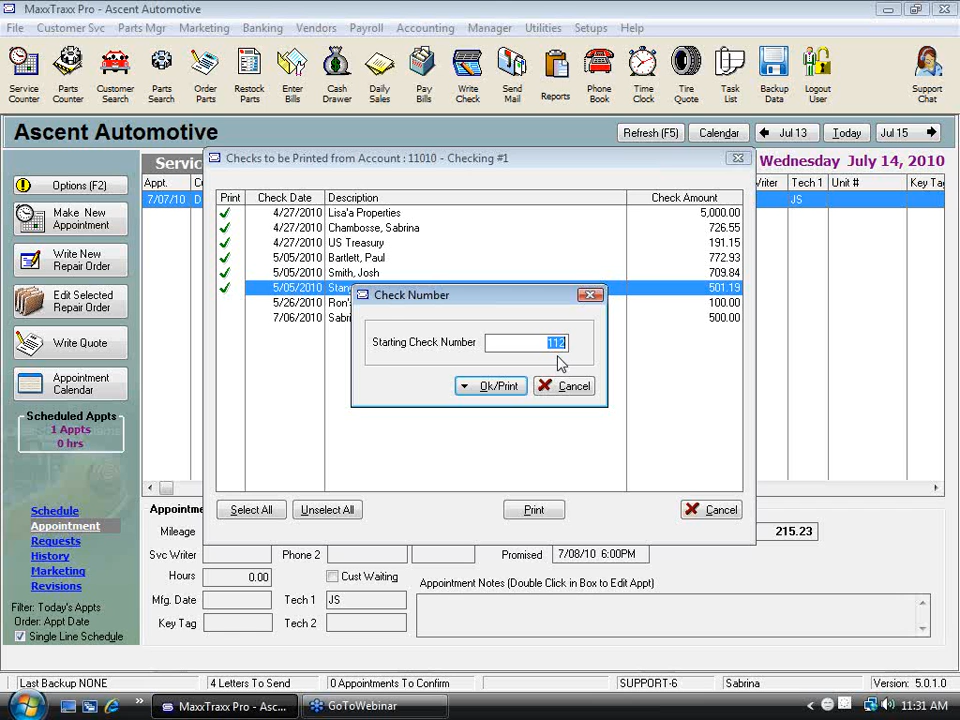 MaxxTraxx Pro - Ascent Automotive
File Customer Svc Parts Mgr Marketing Banking Vendors Payroll Accounting Manager Utilities Setups Help
Service Counter
Parts Counter
Customer Search
Parts Search
Order Parts
Restock Parts
Enter Bills
Cash Drawer
Daily Sales
Pay Bills
Write Check
Send Mail
Reports
Phone Book
Time Clock
Tire Quote
Task List
Backup Data
Logout User
Support Chat
Ascent Automotive
Refresh (F5) Calendar Jul 13 Today Jul 15
Options (F2)
Make New Appointment
Write New Repair Order
Edit Selected Repair Order
Write Quote
Appointment Calendar
Scheduled Appts
1 Appts
0 hrs
Schedule
Appointment
Requests
History
Marketing
Revisions
Filter: Today's Appts
Order: Appt Date
Single Line Schedule
Wednesday July 14, 2010
Appt.
Tech 1 Unit #
7/07/10 D JS
Checks to be Printed from Account : 11010 - Checking #1
Print Check Date Description Check Amount
4/27/2010 Lisa'a Properties 5,000.00
4/27/2010 Chambosse, Sabrina 726.55
4/27/2010 US Treasury 191.15
5/05/2010 Bartlett, Paul 772.93
5/05/2010 Smith, Josh 709.84
5/05/2010 501.19
5/26/2010 100.00
7/06/2010 500.00
Check Number
Starting Check Number 112
Ok/Print Cancel
Select All Unselect All Print Cancel
Mileage 215.23
Svc Writer Phone 2 Promised 7/08/10 6:00PM
Hours 0.00 Cust Waiting Appointment Notes (Double Click in Box to Edit Appt)
Mfg. Date Tech 1 JS
Key Tag Tech 2
Last Backup NONE 4 Letters To Send 0 Appointments To Confirm SUPPORT-6 Sabrina Version: 5.0.1.0
MaxxTraxx Pro - Asc... GoToWebinar 11:31 AM